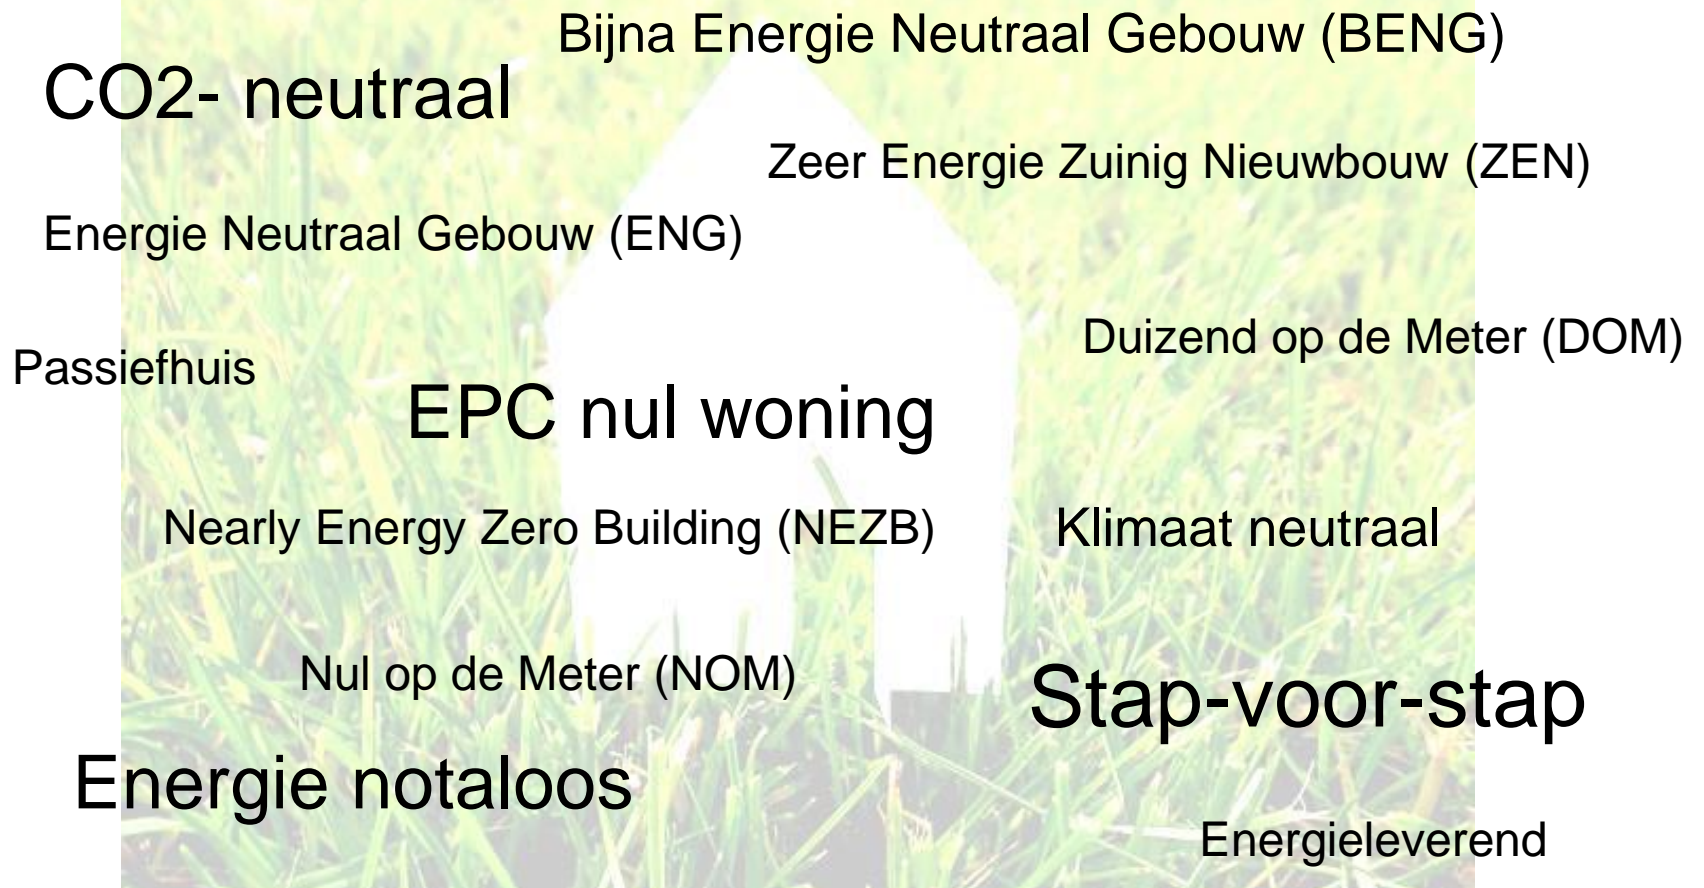 Bijna Energie Neutraal Gebouw (BENG)
CO2- neutraal
Zeer Energie Zuinig Nieuwbouw (ZEN)
Energie Neutraal Gebouw (ENG)
Duizend op de Meter (DOM)
Passiefhuis
EPC nul woning
Nearly Energy Zero Building (NEZB)
Klimaat neutraal
Nul op de Meter (NOM)
Stap-voor-stap
Energie notaloos
Energieleverend